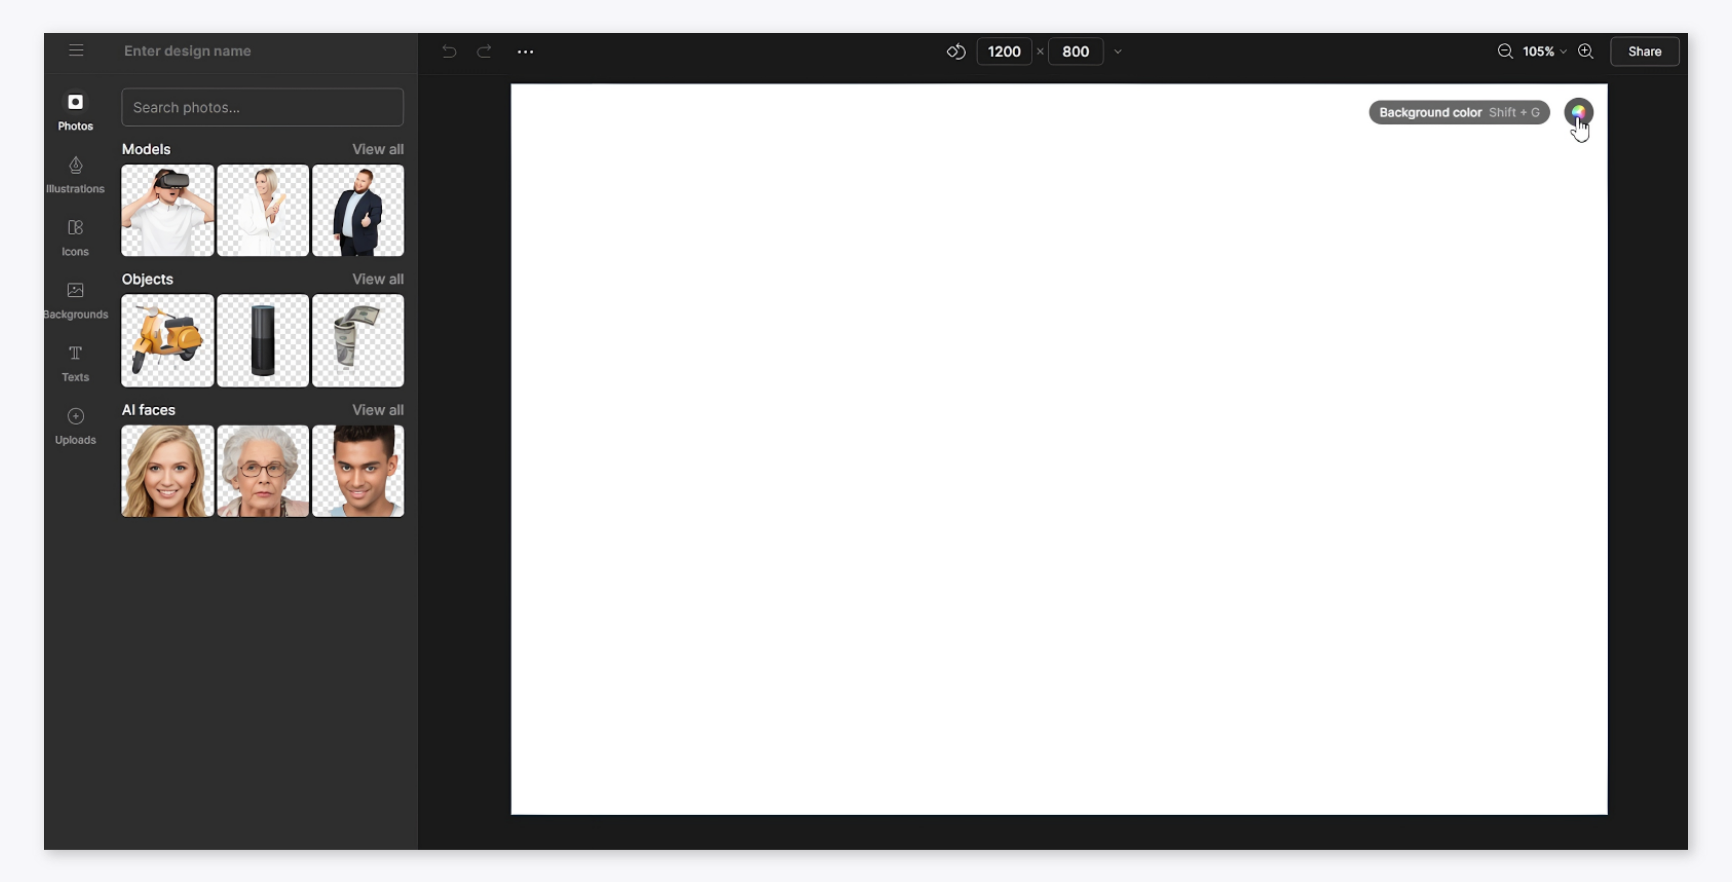 Enter design name
1200 × 800
105%
Share
Photos
Search photos...
Background color Shift + G
Models View all
Illustrations
Icons
Objects View all
Backgrounds
Texts
AI faces View all
Uploads